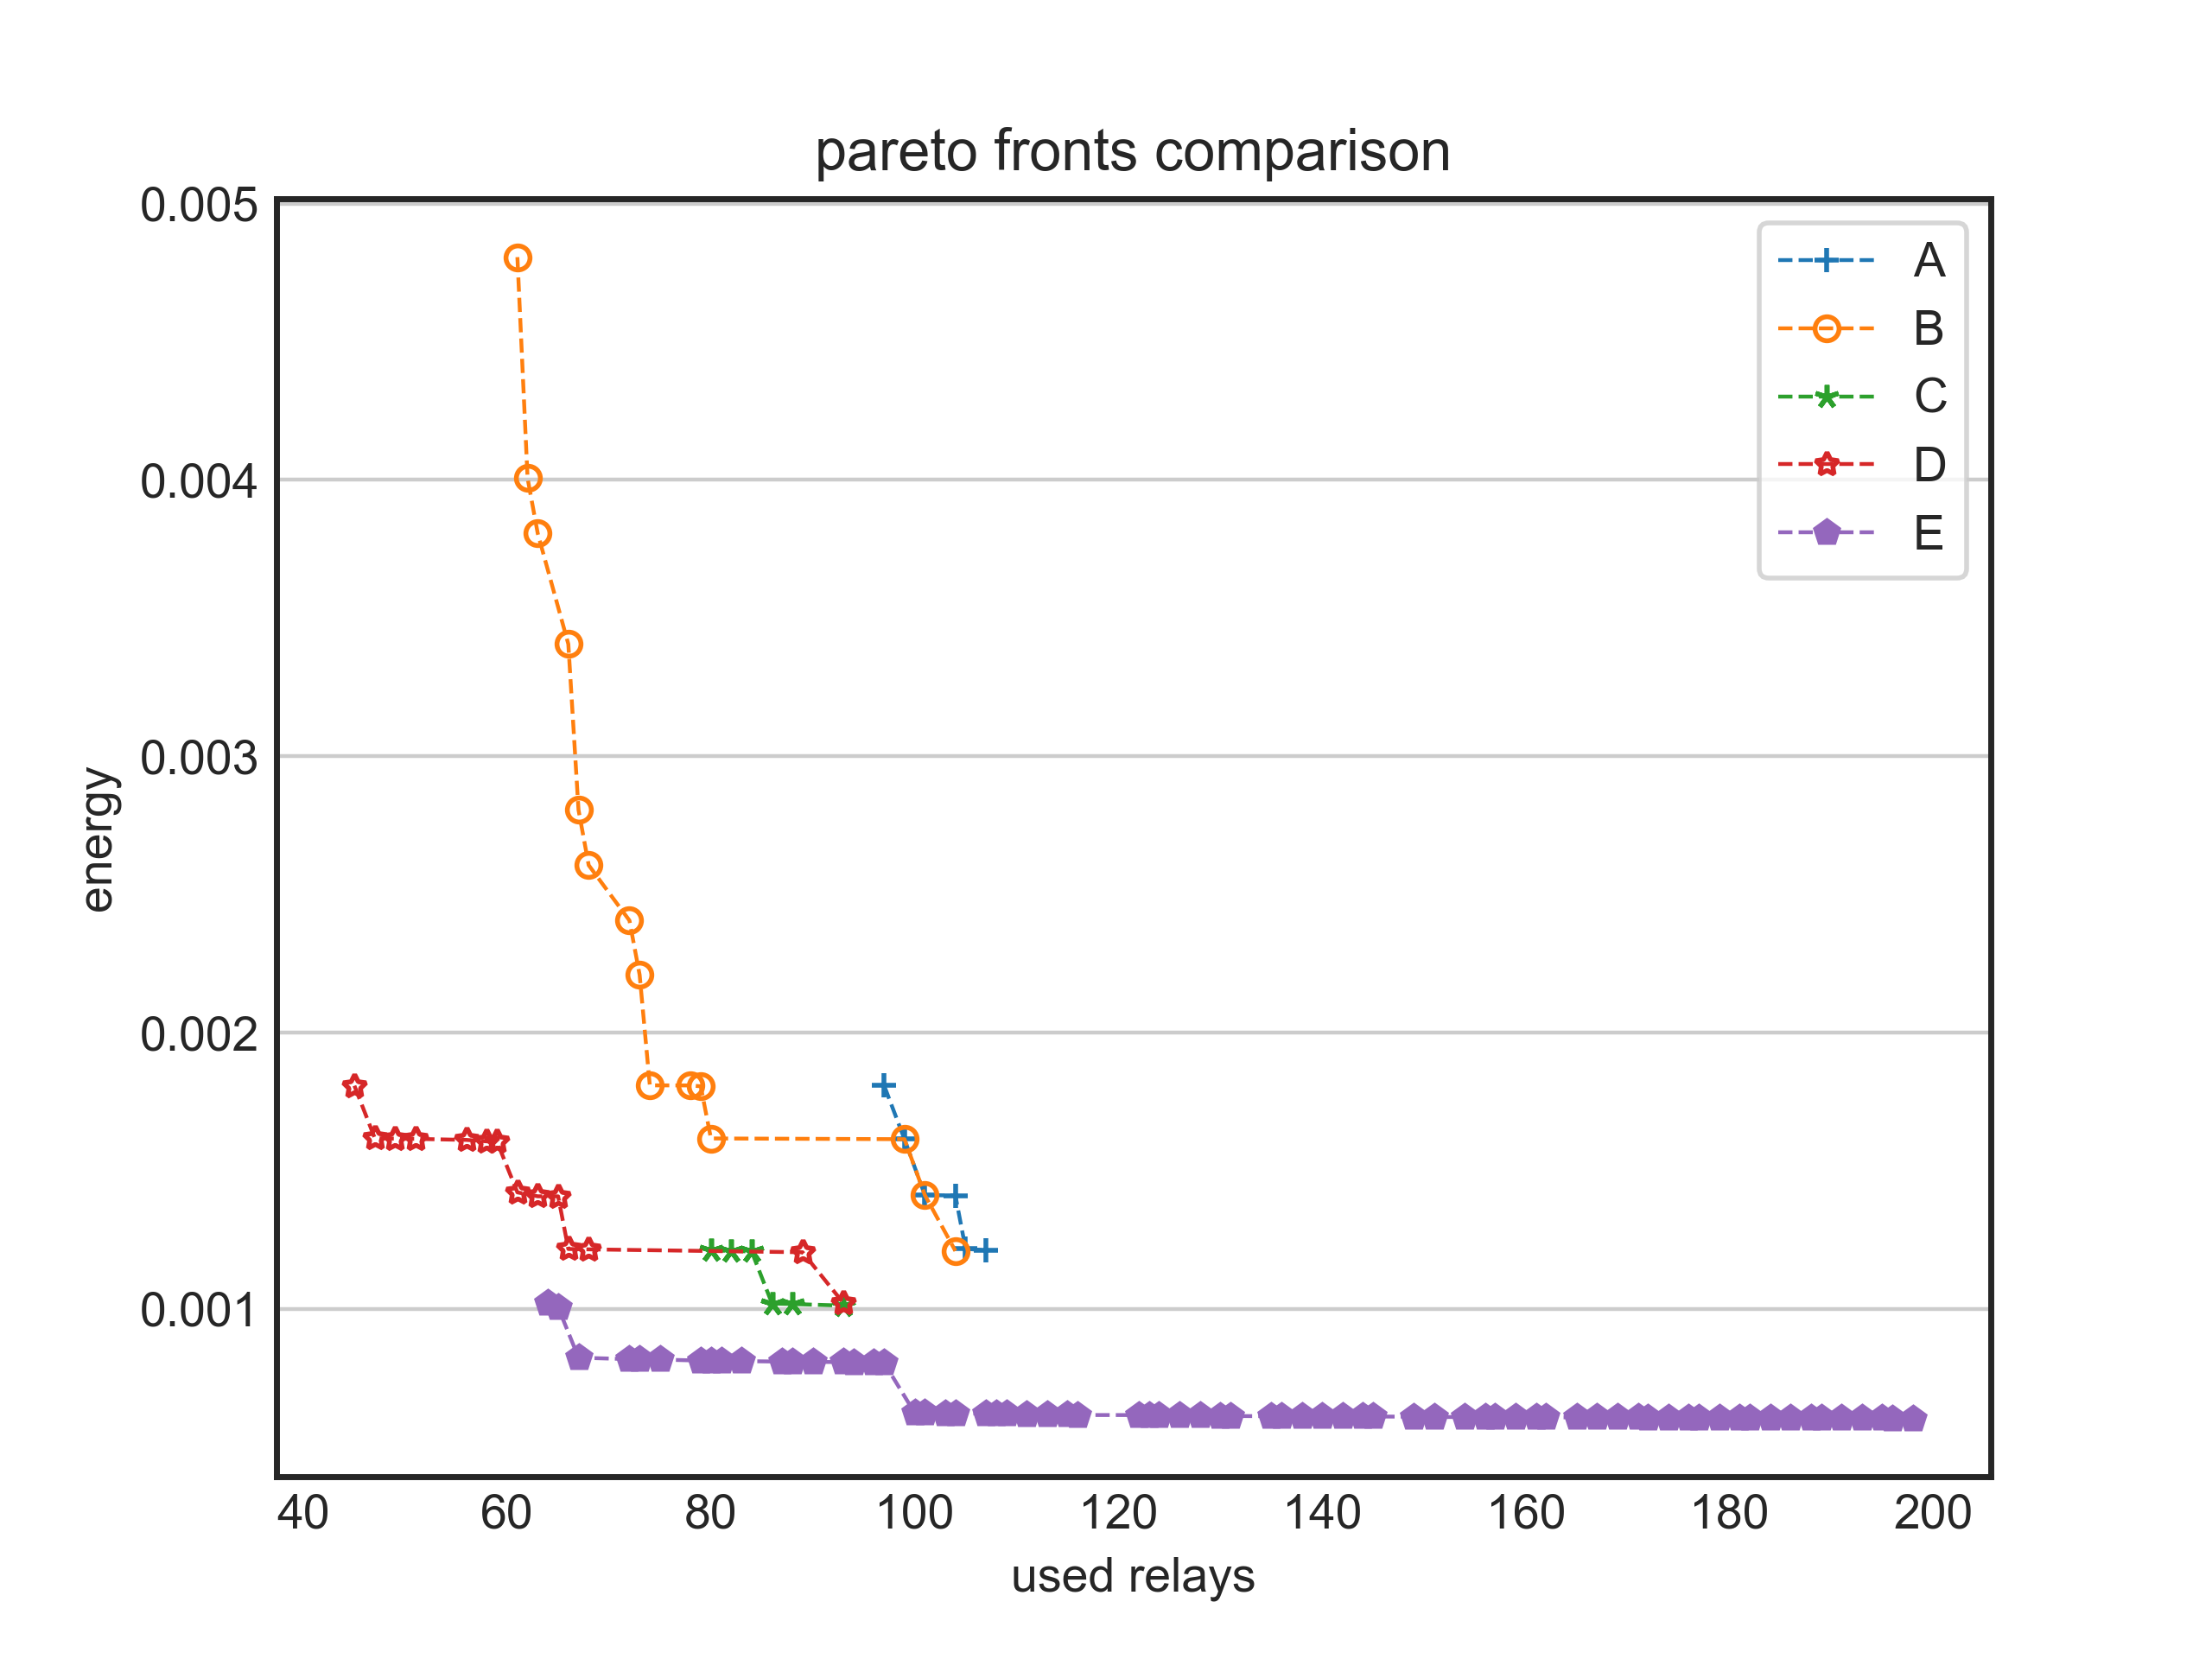 pareto fronts comparison
0.005
0.004
0.003
0.002
0.001
energy
A
B
C
D
E
40 60 80 100 120 140 160 180 200
used relays